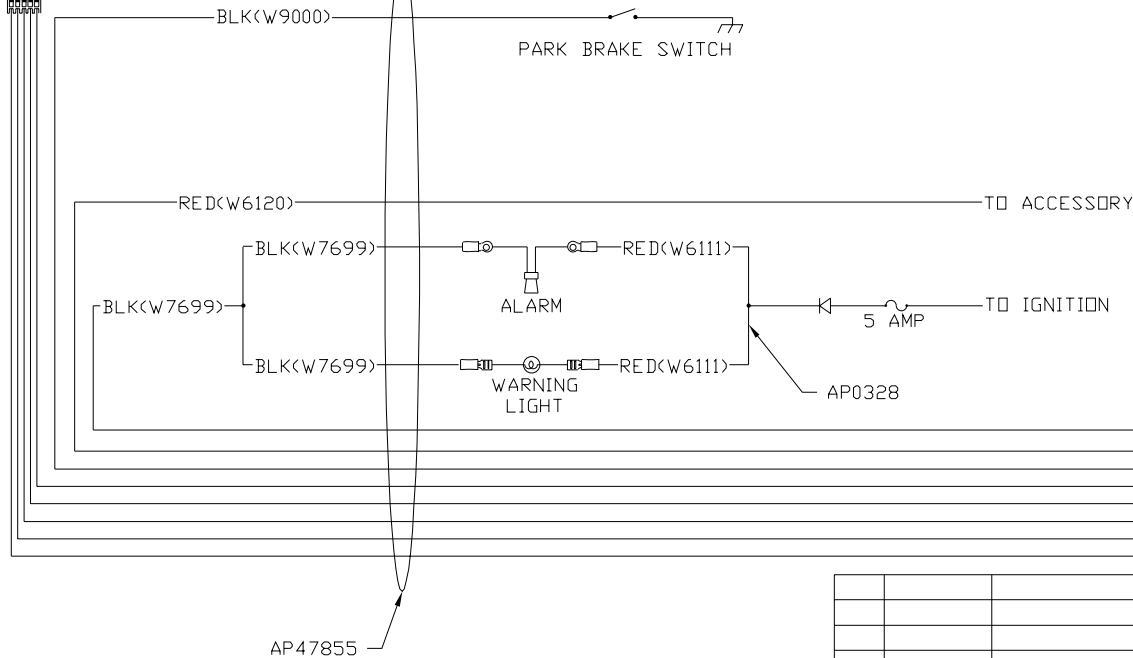 BLK(W9000)
PARK BRAKE SWITCH
RED(W6120)
TO ACCESSORY
BLK(W7699)
RED(W6111)
ALARM
BLK(W7699)
TO IGNITION
5 AMP
BLK(W7699)
RED(W6111)
WARNING
LIGHT
AP0328
AP47855